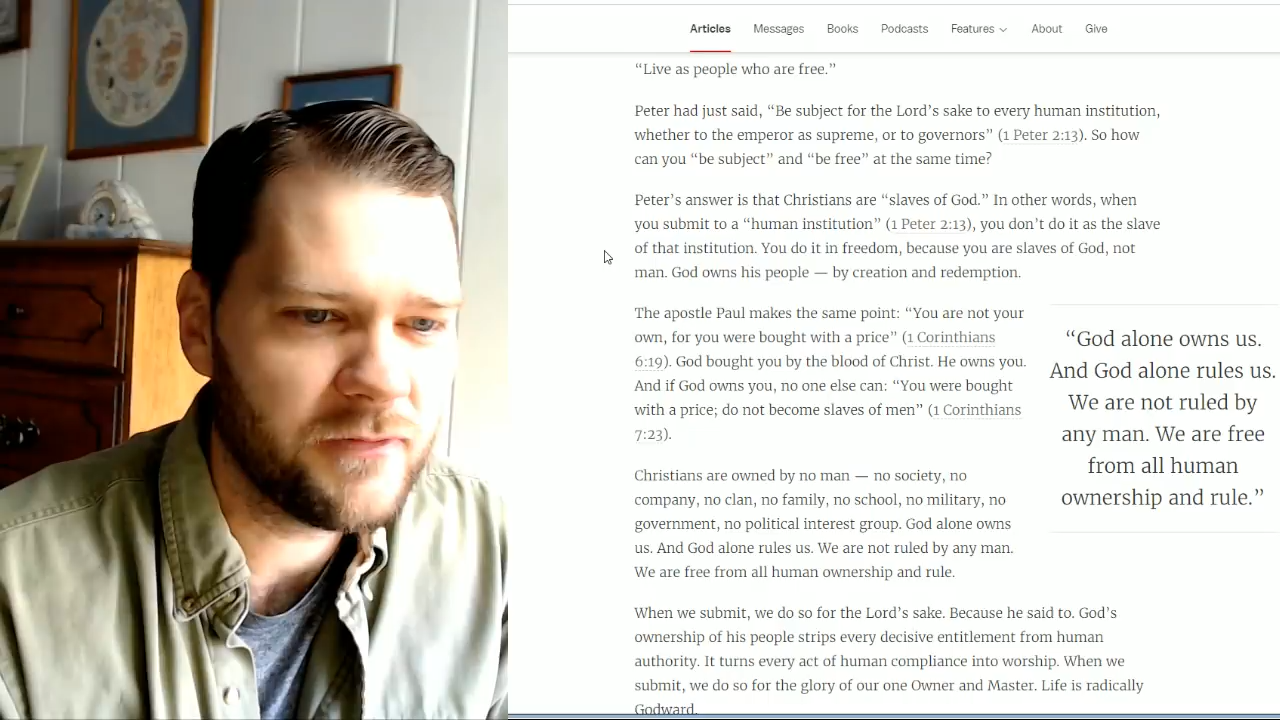 Articles Messages Books Podcasts Features About Give
“Live as people who are free.”
Peter had just said, “Be subject for the Lord’s sake to every human institution,
whether to the emperor as supreme, or to governors” (1 Peter 2:13). So how
can you “be subject” and “be free” at the same time?
Peter’s answer is that Christians are “slaves of God.” In other words, when
you submit to a “human institution” (1 Peter 2:13), you don’t do it as the slave
of that institution. You do it in freedom, because you are slaves of God, not
man. God owns his people — by creation and redemption.
The apostle Paul makes the same point: “You are not your
own, for you were bought with a price” (1 Corinthians
6:19). God bought you by the blood of Christ. He owns you.
And if God owns you, no one else can: “You were bought
with a price; do not become slaves of men” (1 Corinthians
7:23).
“God alone owns us.
And God alone rules us.
We are not ruled by
any man. We are free
from all human
ownership and rule.”
Christians are owned by no man — no society, no
company, no clan, no family, no school, no military, no
government, no political interest group. God alone owns
us. And God alone rules us. We are not ruled by any man.
We are free from all human ownership and rule.
When we submit, we do so for the Lord’s sake. Because he said to. God’s
ownership of his people strips every decisive entitlement from human
authority. It turns every act of human compliance into worship. When we
submit, we do so for the glory of our one Owner and Master. Life is radically
Godward.